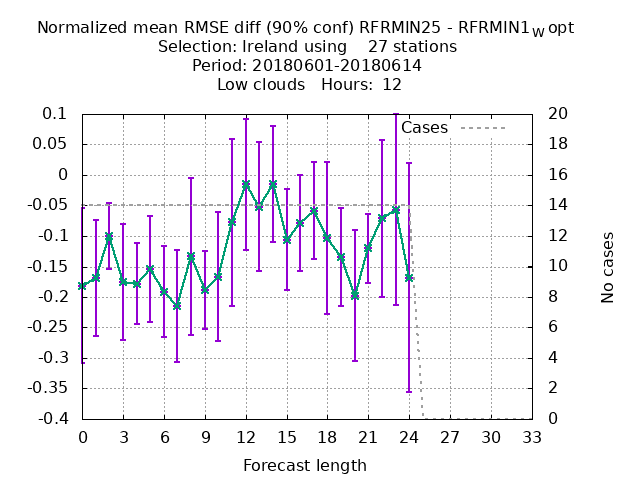 Normalized mean RMSE diff (90% conf) RFRMIN25 - RFRMIN1w opt
Selection: Ireland using 27 stations
Period: 20180601-20180614
Low clouds Hours: 12
0.1 20
Cases
0.05 18
0 16
-0.05 14
-0.1 12
-0.15 10
-0.2 8
-0.25 6
-0.3 4
-0.35 2
-0.4 0
No cases
0 3 6 9 12 15 18 21 24 27 30 33
Forecast length